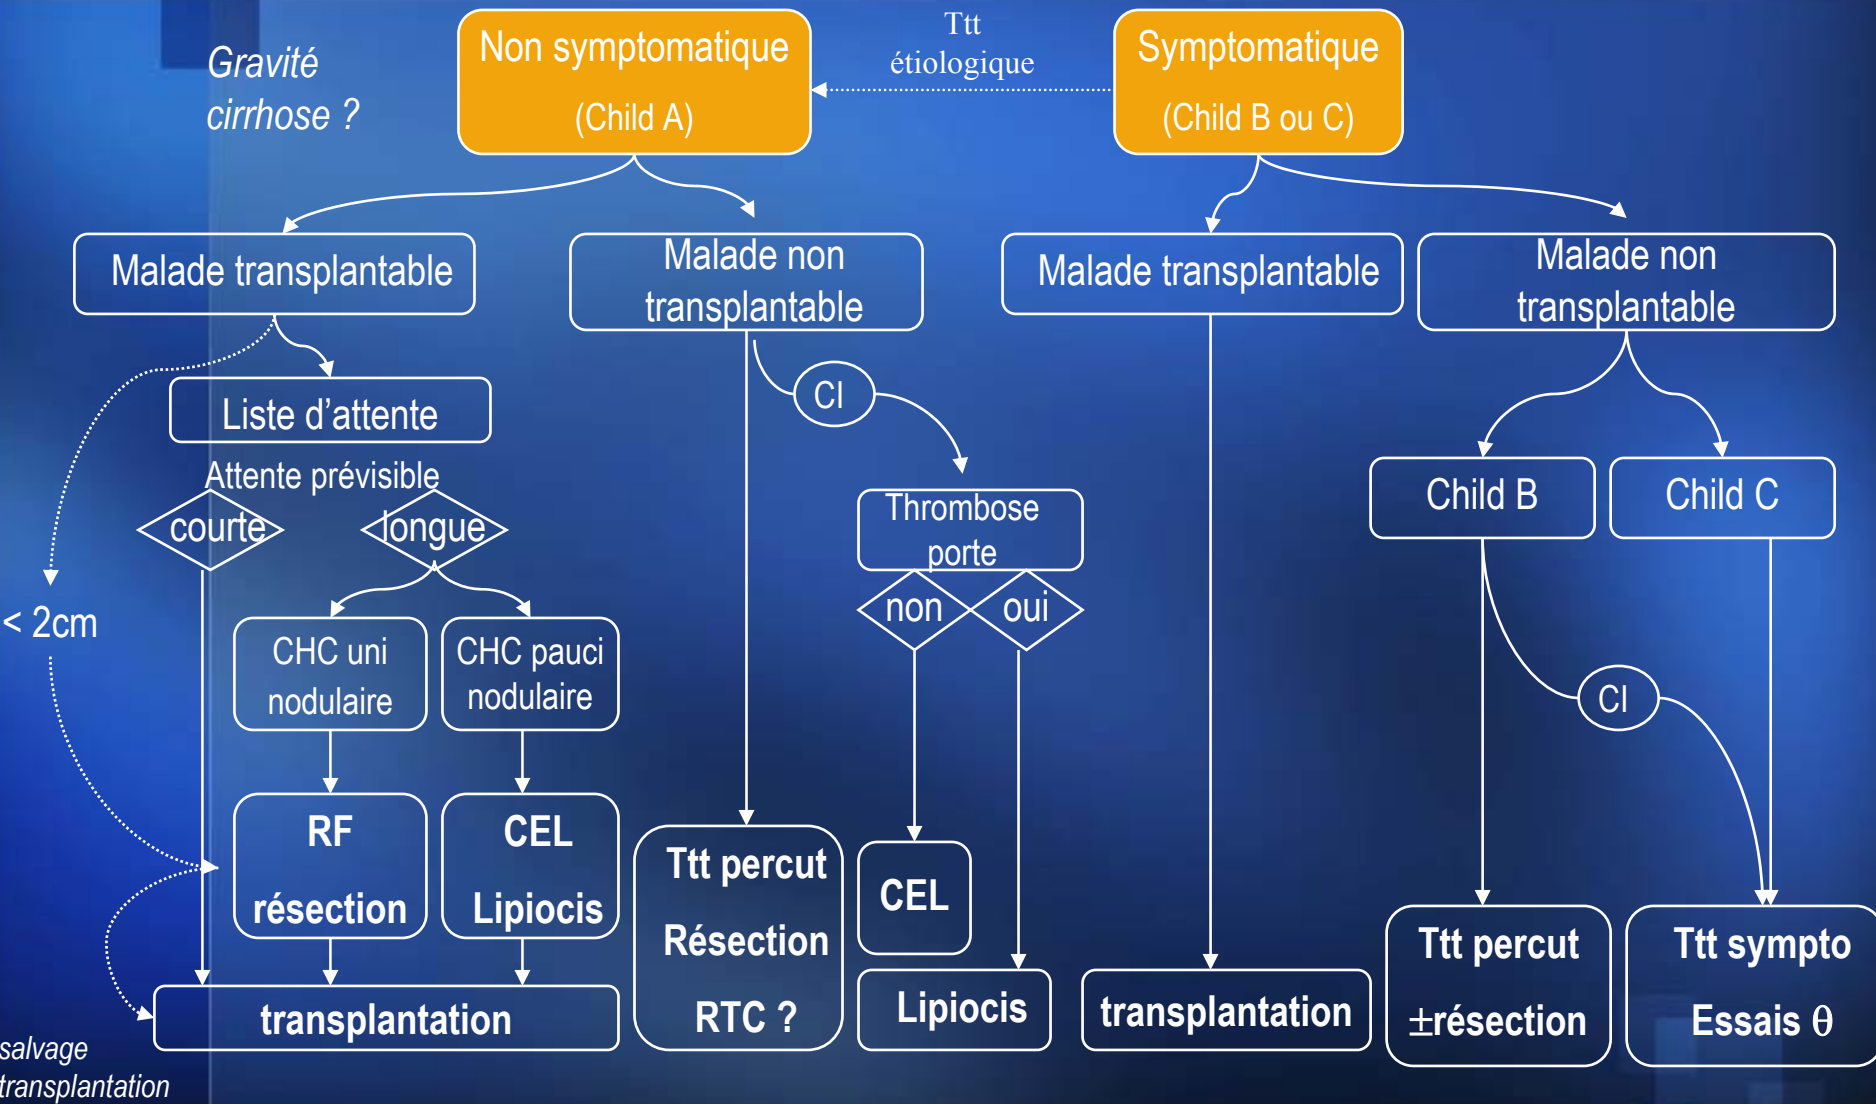 Gravité
cirrhose ?
Non symptomatique
(Child A)
Ttt
étiologique
Symptomatique
(Child B ou C)
Malade transplantable
Malade non
transplantable
Malade transplantable
Malade non
transplantable
Liste d’attente
CI
Attente prévisible
courte
longue
Thrombose
porte
Child B
Child C
non
oui
< 2cm
CHC uni
nodulaire
CHC pauci
nodulaire
CI
RF
résection
CEL
Lipiocis
Ttt percut
Résection
RTC ?
CEL
Lipiocis
transplantation
transplantation
Ttt percut
±résection
Ttt sympto
Essais θ
salvage
transplantation